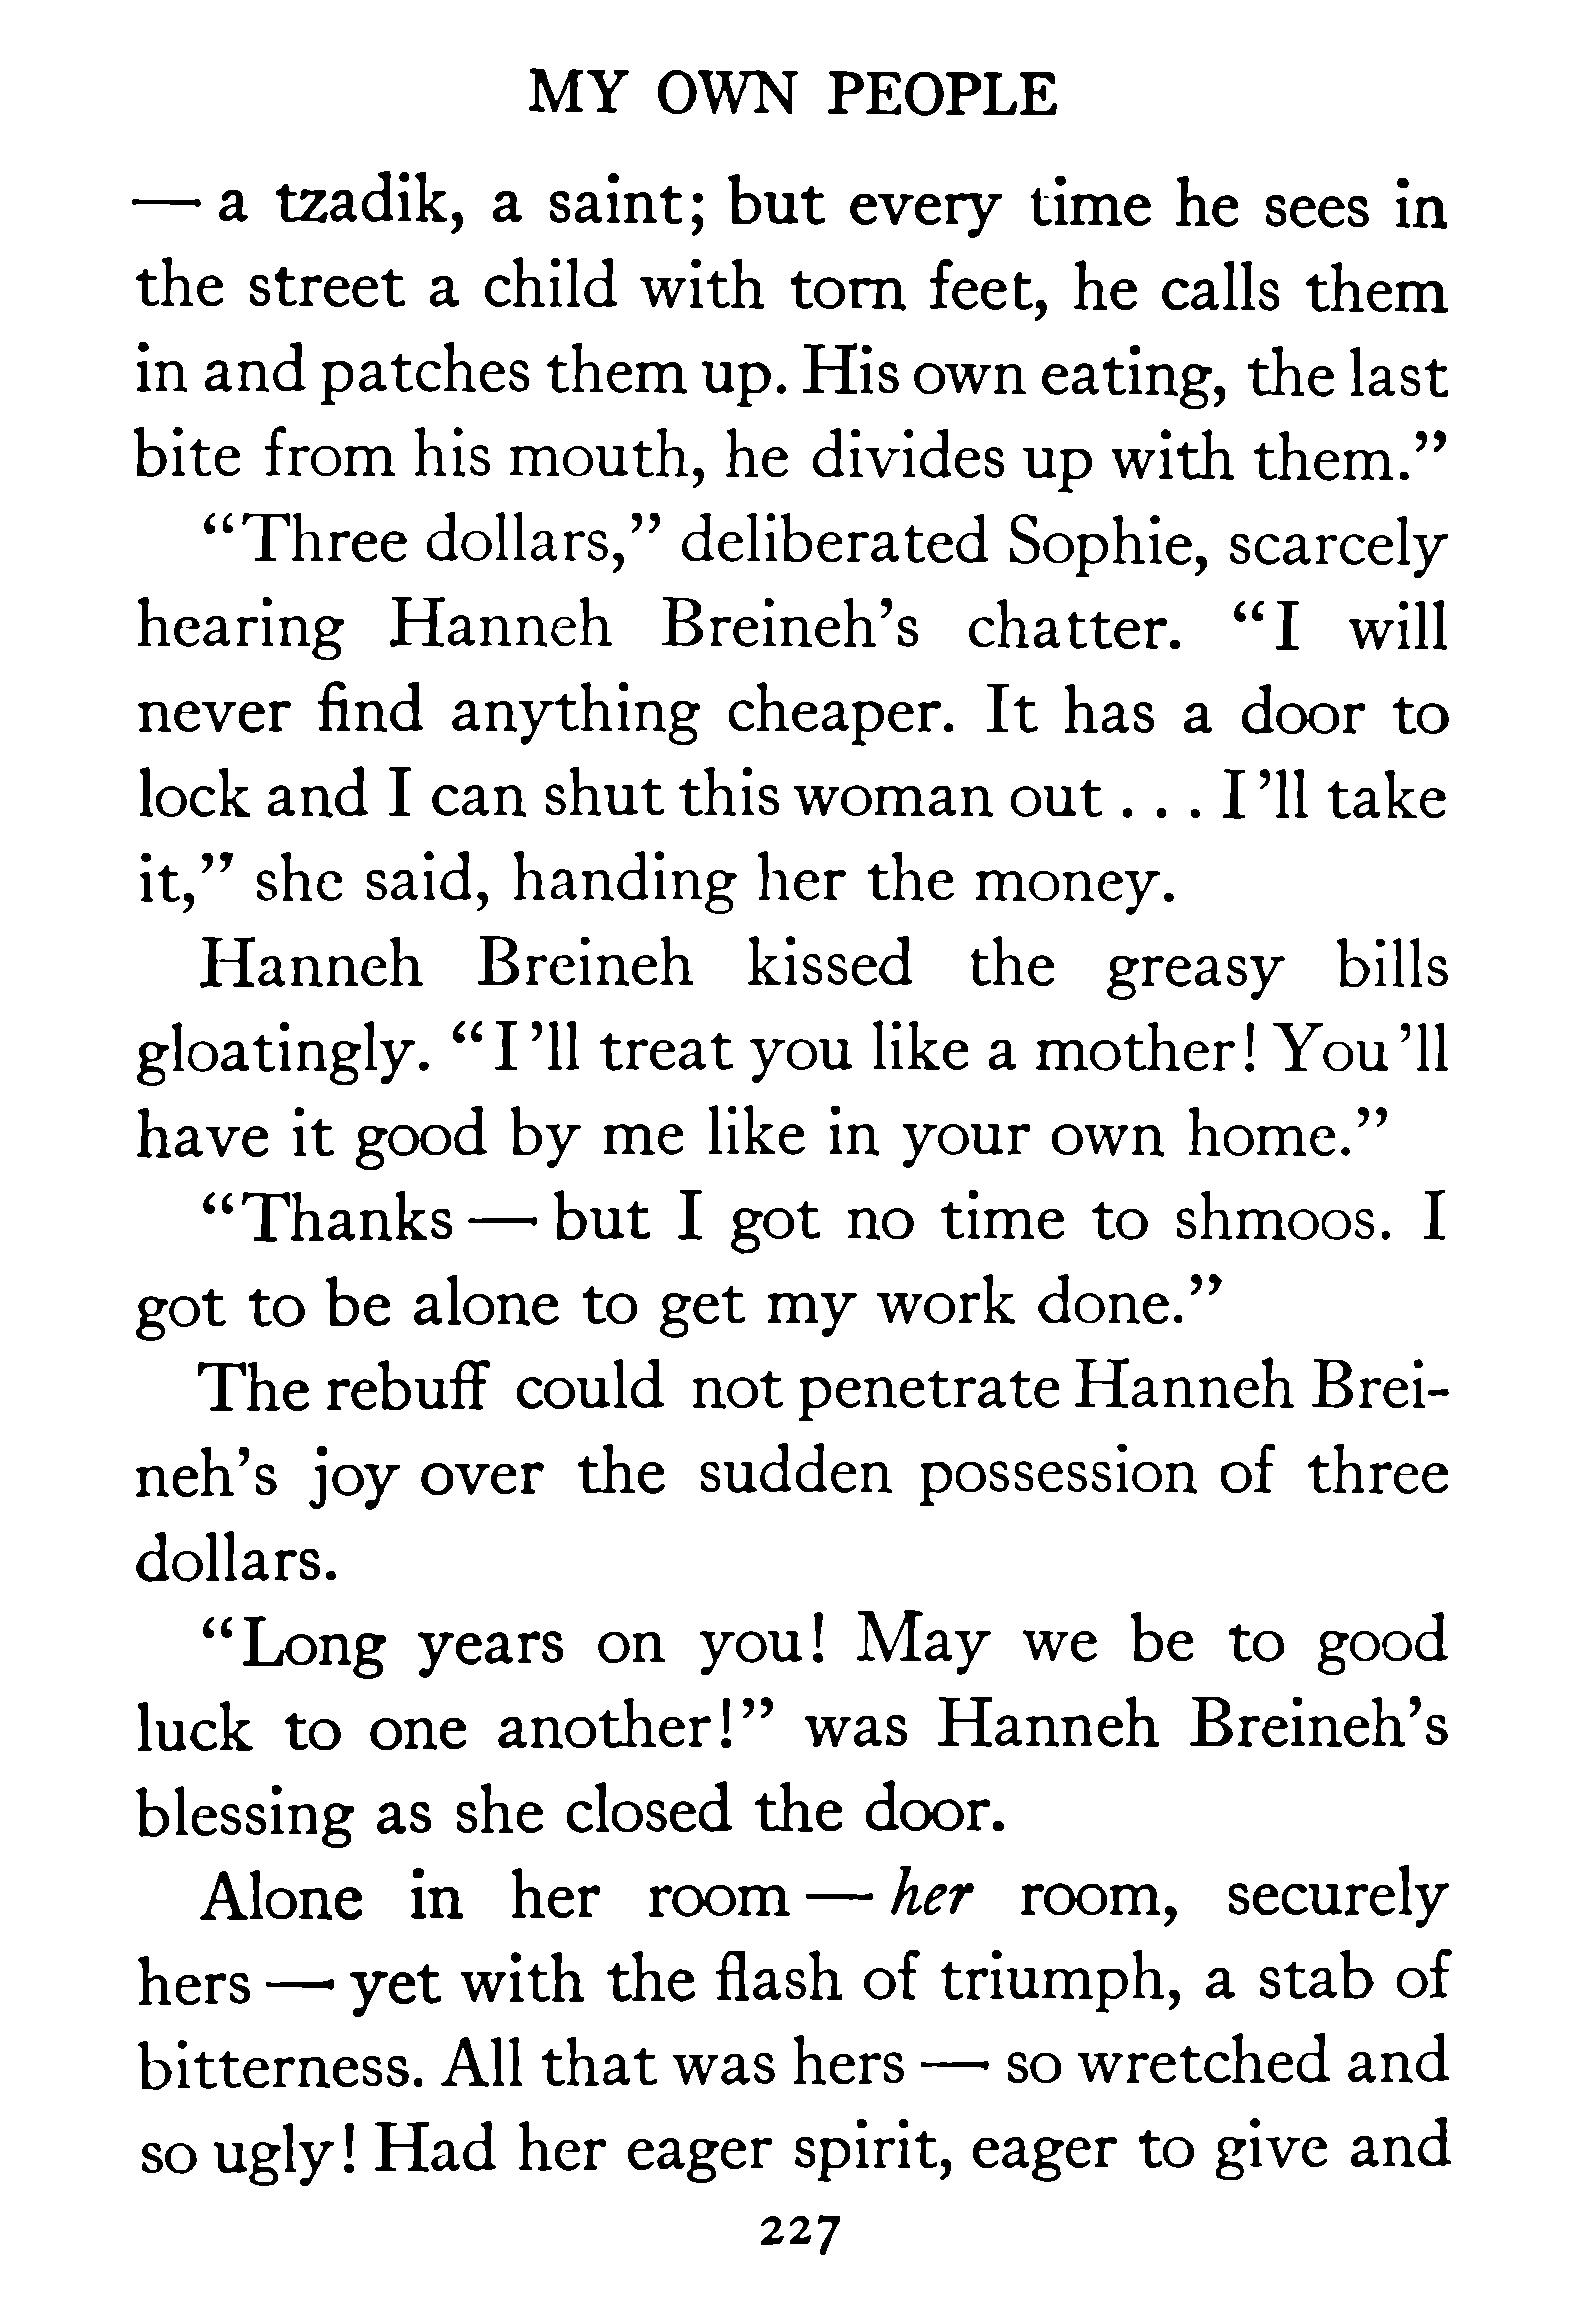 MY OWN PEOPLE
— a tzadik, a saint; but every time he sees in
the street a child with torn feet, he calls them
in and patches them up. His own eating, the last
bite from his mouth, he divides up with them.”
“Three dollars,” deliberated Sophie, scarcely
hearing Hanneh Breineh’s chatter. “I will
never find anything cheaper. It has a door to
lock and I can shut this woman out . . . I ’ll take
it,” she said, handing her the money.
Hanneh Breineh kissed the greasy bills
gloatingly. “I ’ll treat you like a mother! You ’ll
have it good by me like in your own home.”
“Thanks — but I got no time to shmoos. I
got to be alone to get my work done.”
The rebuff could not penetrate Hanneh Brei-
neh’s joy over the sudden possession of three
dollars.
“Long years on you! May we be to good
luck to one another!” was Hanneh Breineh’s
blessing as she closed the door.
Alone in her room — her room, securely
hers — yet with the flash of triumph, a stab of
bitterness. All that was hers — so wretched and
so ugly! Had her eager spirit, eager to give and
227